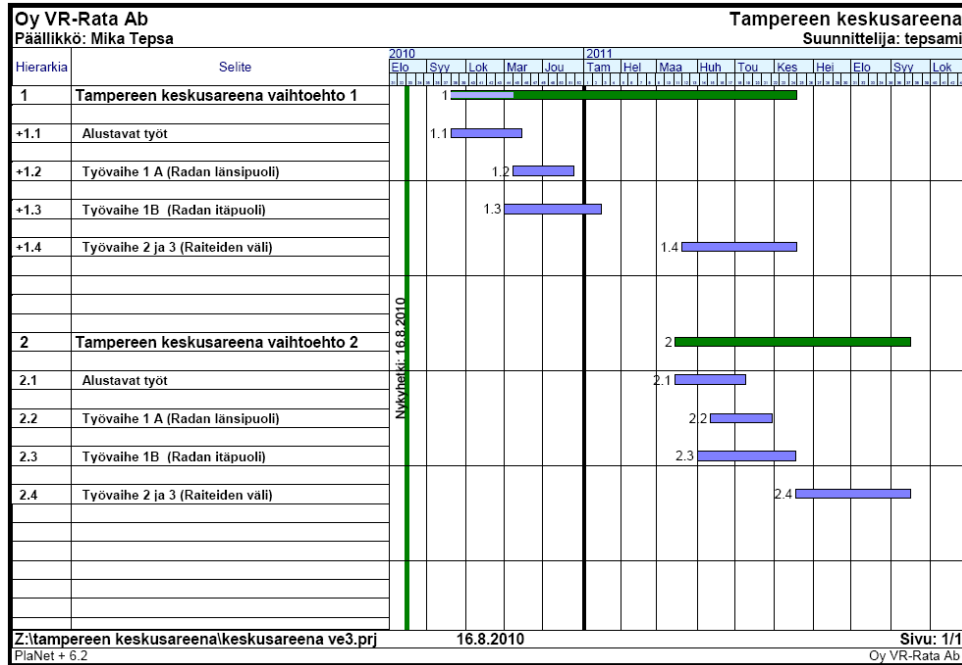 Oy VR-Rata Ab Tampereen keskusareena
Päällikkö: Mika Tepsa Suunnittelija: tepsami
2010 2011
Hierarkia Selite Elo Syy Lok Mar Jou Tam Hel Maa Huh Tou Kes Hei Elo Syy Lok
1 Tampereen keskusareena vaihtoehto 1 1
+1.1 Alustavat työt 1.1
+1.2 Työvaihe 1 A (Radan länsipuoli) 1.2
+1.3 Työvaihe 1B (Radan itäpuoli) 1.3
+1.4 Työvaihe 2 ja 3 (Raiteiden väli) 1.4
Nykyhetki: 16.8.2010
2 Tampereen keskusareena vaihtoehto 2 2
2.1 Alustavat työt 2.1
2.2 Työvaihe 1 A (Radan länsipuoli) 2.2
2.3 Työvaihe 1B (Radan itäpuoli) 2.3
2.4 Työvaihe 2 ja 3 (Raiteiden väli) 2.4
Z:\tampereen keskusareena\keskusareena ve3.prj 16.8.2010 Sivu: 1/1
PlaNet + 6.2 Oy VR-Rata Ab